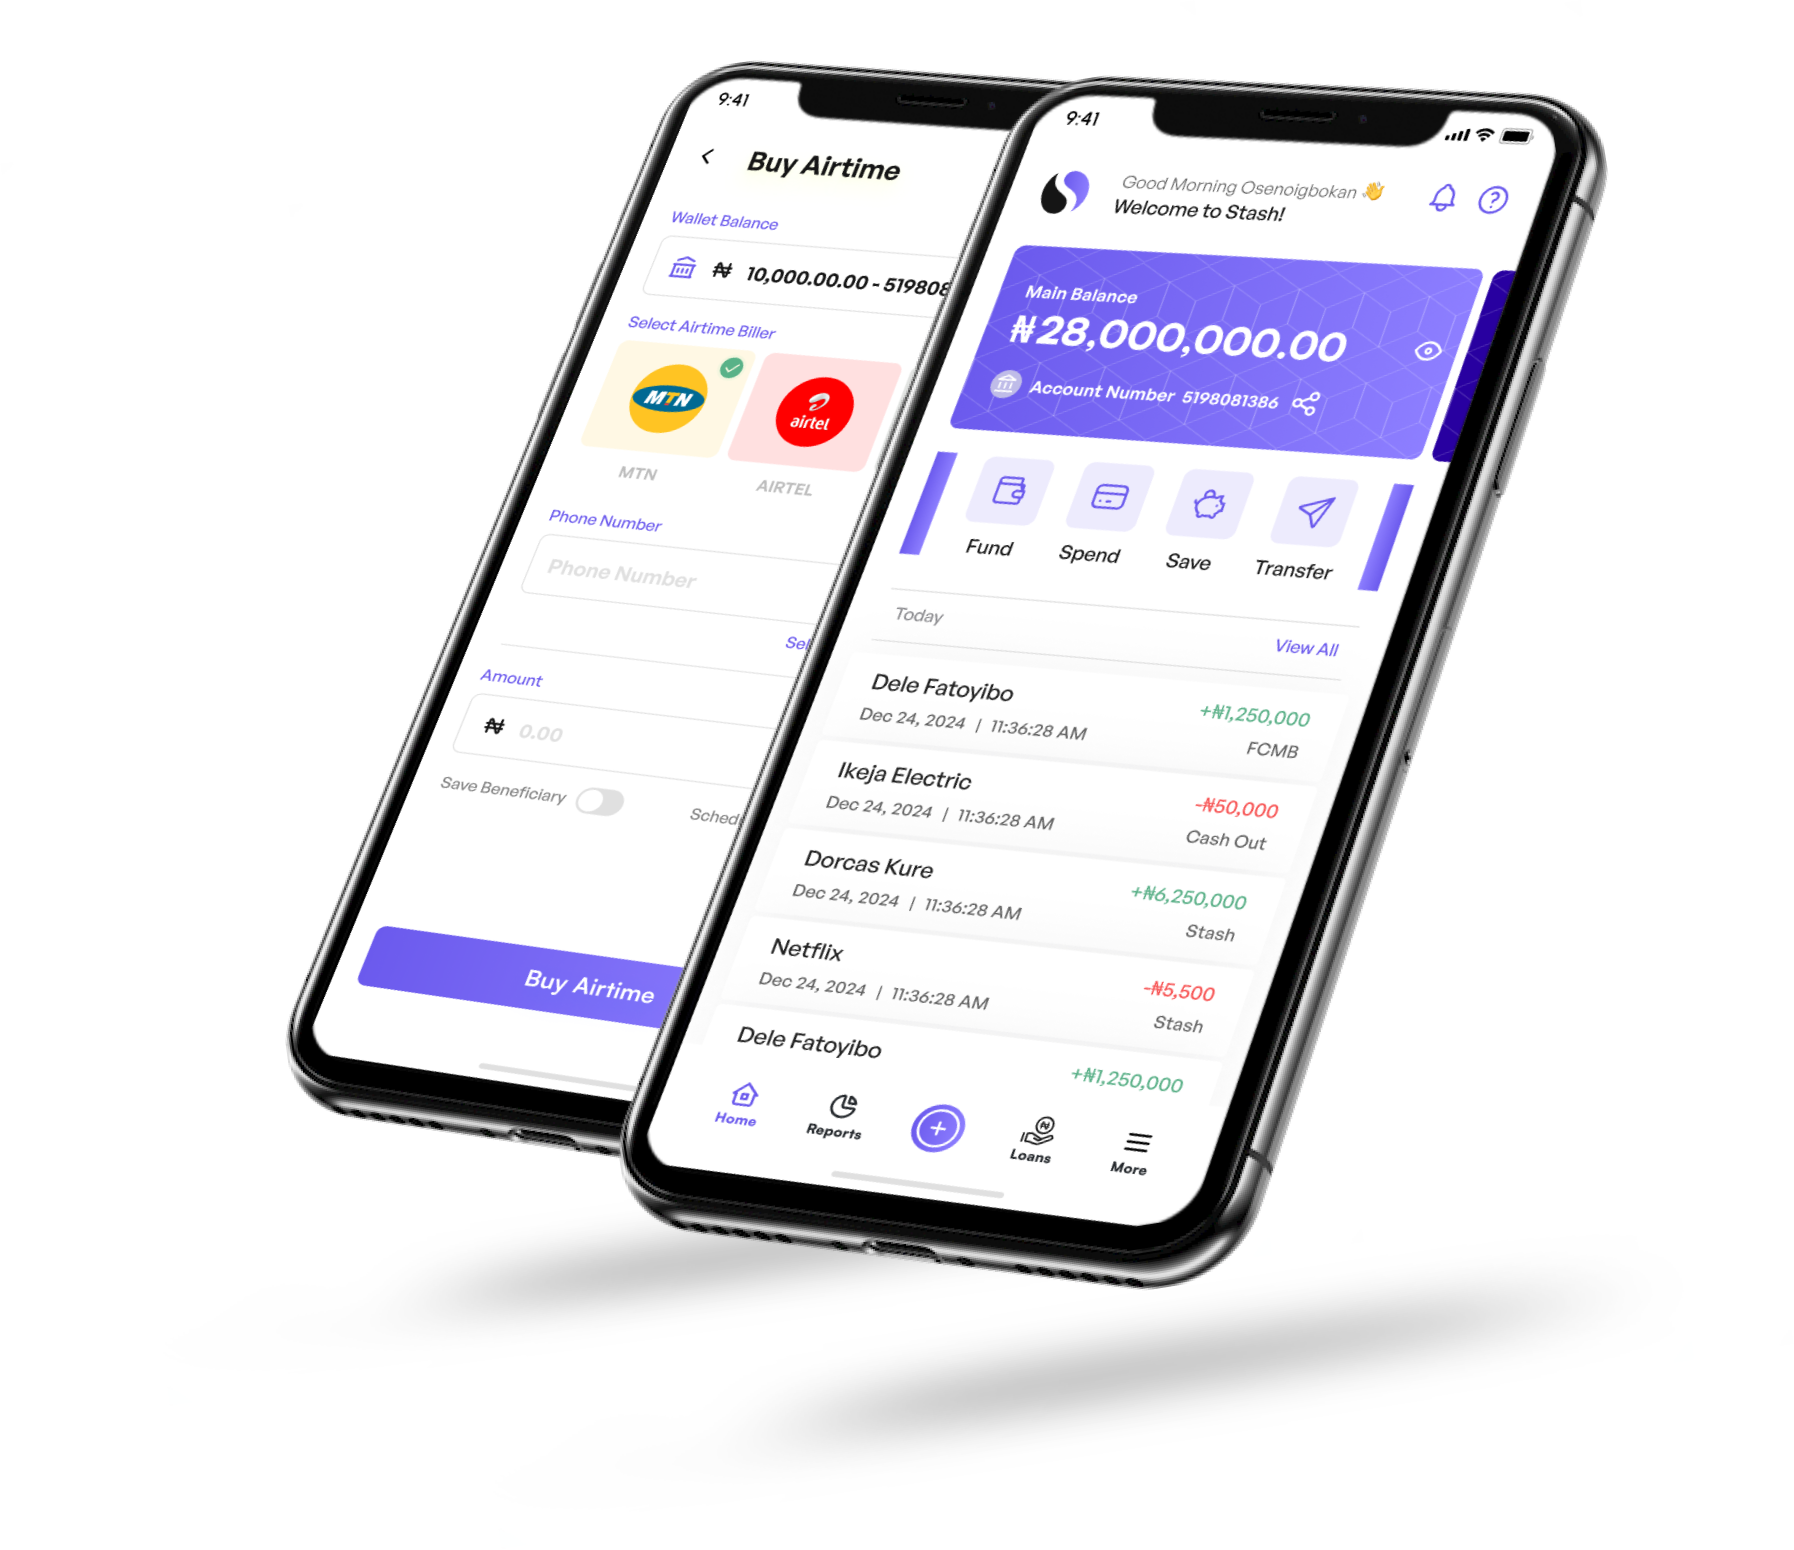 9:41
Buy Airtime
Wallet Balance
₦ 10,000.00.00 - 519808
Select Airtime Biller
MTN
airtel
MTN
AIRTEL
Phone Number
Phone Number
Sel
Amount
₦ 0.00
Save Beneficiary
Sched
Buy Airtime
9:41
Good Morning Osenoigbokan 👋
Welcome to Stash!
Main Balance
₦28,000,000.00
Account Number 5198081386
Fund
Spend
Save
Transfer
Today
View All
Dele Fatoyibo
+₦1,250,000
Dec 24, 2024 | 11:36:28 AM
FCMB
Ikeja Electric
-₦50,000
Dec 24, 2024 | 11:36:28 AM
Cash Out
Dorcas Kure
+₦6,250,000
Dec 24, 2024 | 11:36:28 AM
Stash
Netflix
-₦5,500
Dec 24, 2024 | 11:36:28 AM
Stash
Dele Fatoyibo
+₦1,250,000
Home
Reports
Loans
More